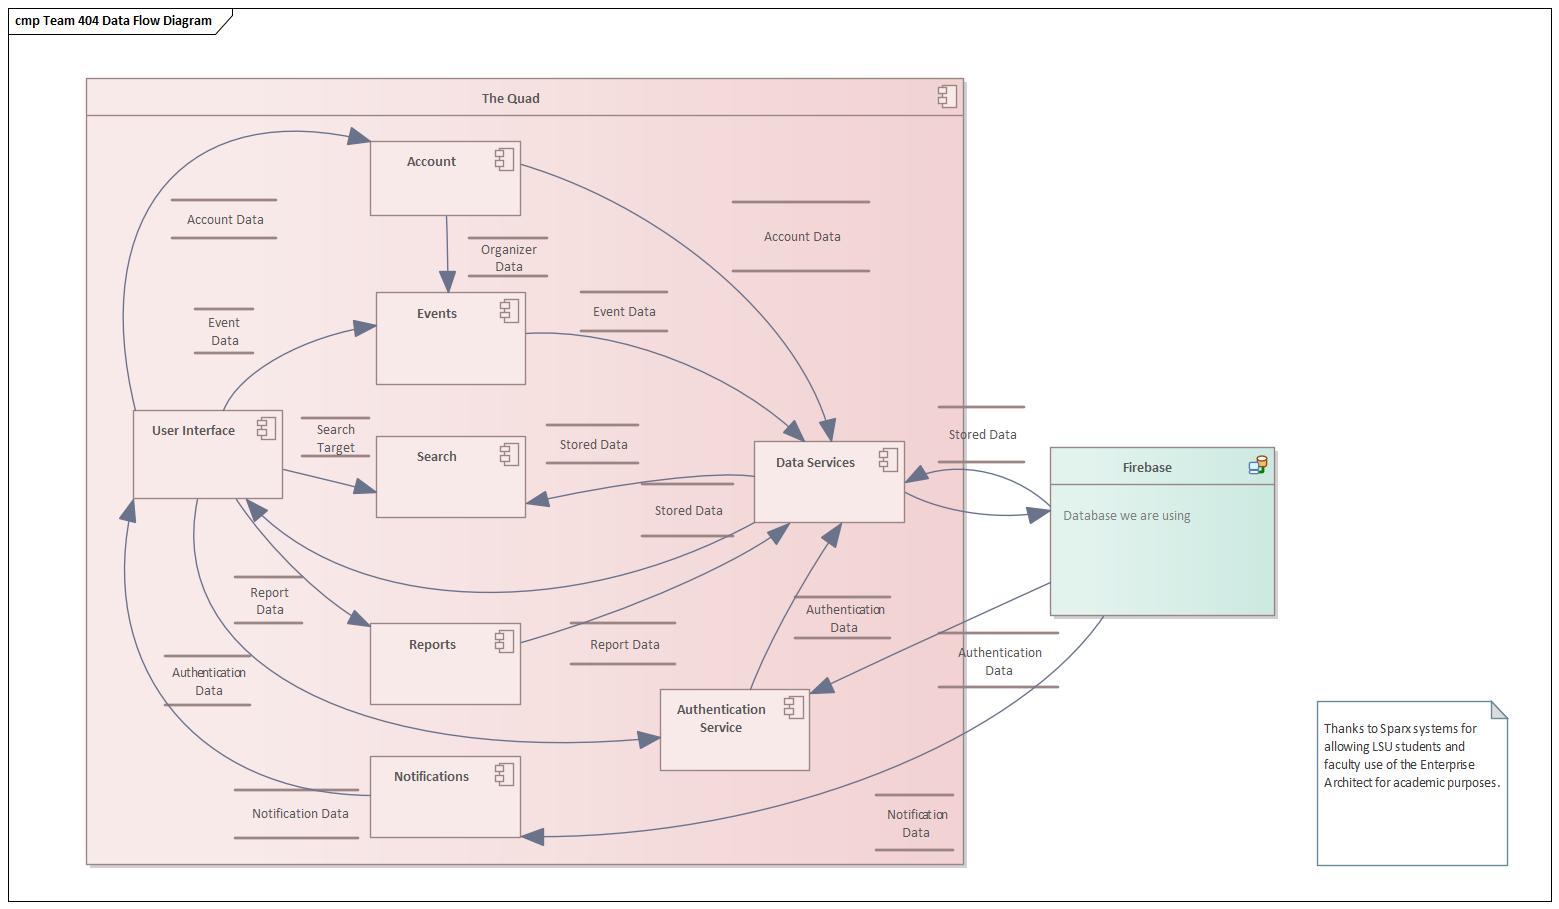 cmp Team 404 Data Flow Diagram
The Quad
Account
Account Data
Account Data
Organizer
Data
Events
Event Data
Event
Data
User Interface
Search
Target
Search
Stored Data
Data Services
Stored Data
Firebase
Database we are using
Stored Data
Report
Data
Reports
Report Data
Authentication
Data
Authentication
Data
Authentication
Data
Authentication
Service
Notifications
Notification Data
Notification
Data
Thanks to Sparx systems for
allowing LSU students and
faculty use of the Enterprise
Architect for academic purposes.